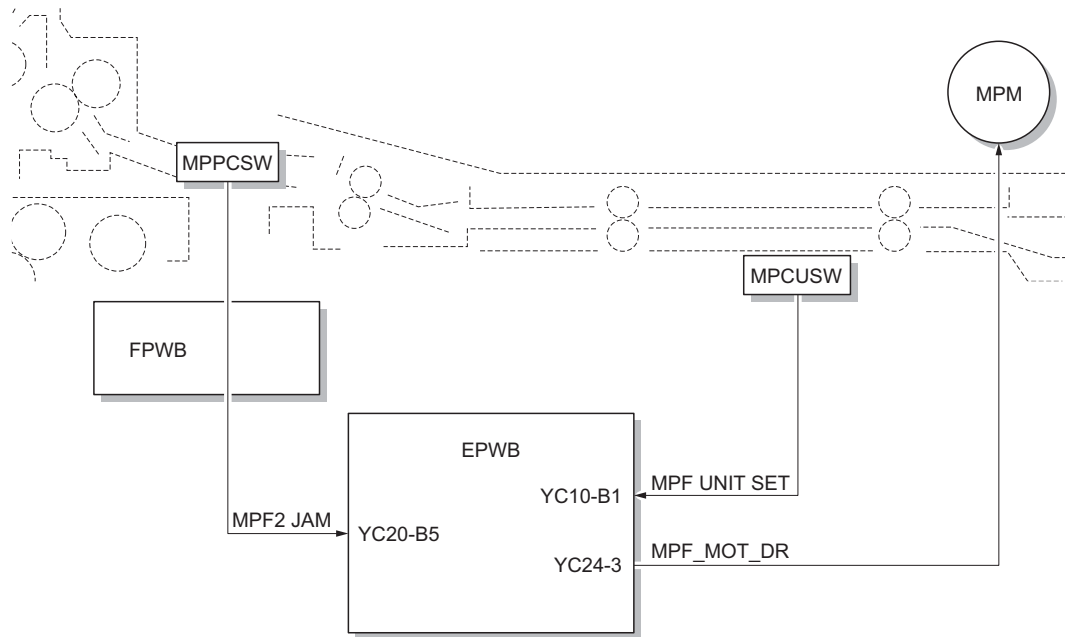 MPM
MPPCSW
MPCUSW
FPWB
EPWB
YC10-B1
MPF UNIT SET
MPF2 JAM
YC20-B5
YC24-3
MPF_MOT_DR